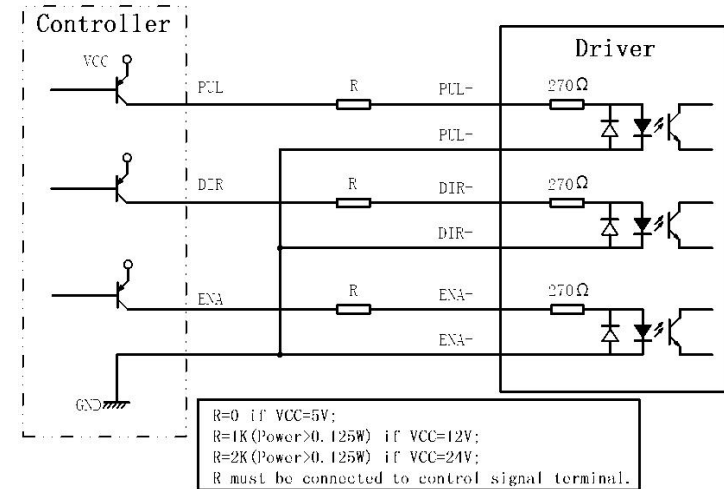 Controller
Driver
VCC
PUL
R
PUL-
270Ω
PUL-
DIR
R
DIR-
270Ω
DIR-
ENA
R
ENA-
270Ω
ENA-
GND
R=0 if VCC=5V;
R=1K(Power>0.125W) if VCC=12V;
R=2K(Power>0.125W) if VCC=24V;
R must be connected to control signal terminal.